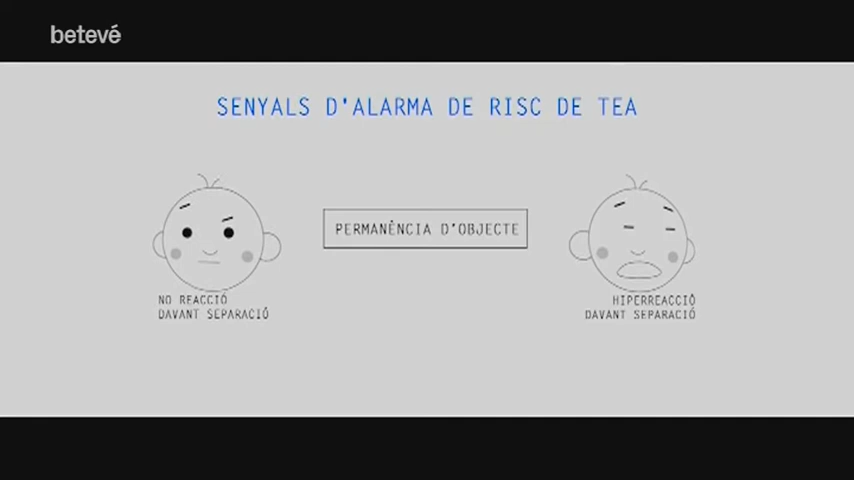 betevé
SENYALS D'ALARMA DE RISC DE TEA
PERMANÈNCIA D'OBJECTE
NO REACCIÓ
DAVANT SEPARACIÓ
HIPERREACCIÓ
DAVANT SEPARACIÓ